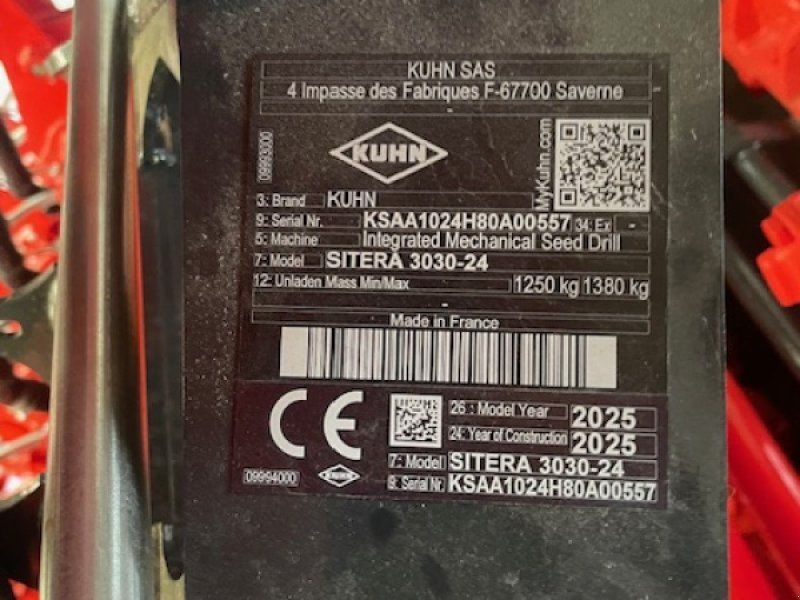 KUHN SAS
4 Impasse des Fabriques F-67700 Saverne
-
09993000
KUHN
MyKuhn.com
3: Brand KUHN
9: Serial Nr. KSAA1024H80A00557 34: Ex -
5: Machine Integrated Mechanical Seed Drill
7: Model SITERA 3030-24
12: Unladen Mass Min/Max 1250 kg 1380 kg
-
Made in France
CE
26: Model Year 2025
24: Year of Construction 2025
09994000 KUHN
7: Model SITERA 3030-24
9: Serial Nr. KSAA1024H80A00557